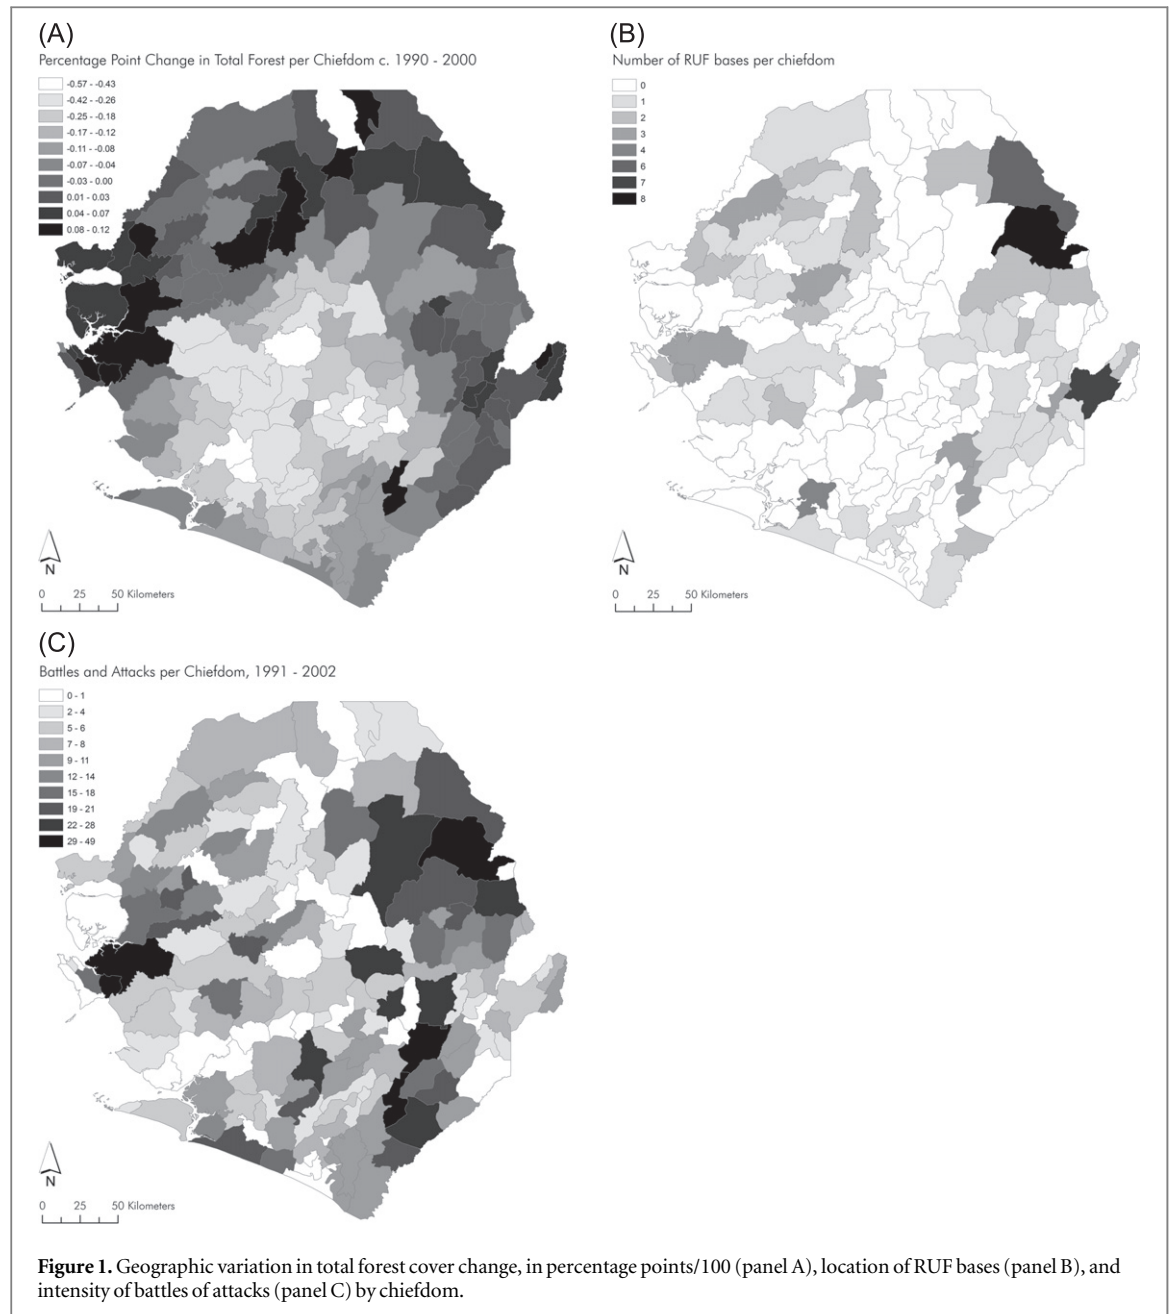 (A)
Percentage Point Change in Total Forest per Chiefdom c. 1990 - 2000
-0.57 - -0.43
-0.42 - -0.26
-0.25 - -0.18
-0.17 - -0.12
-0.11 - -0.08
-0.07 - -0.04
-0.03 - 0.00
0.01 - 0.03
0.04 - 0.07
0.08 - 0.12
N
0 25 50 Kilometers
(B)
Number of RUF bases per chiefdom
0
1
2
3
4
6
7
8
N
0 25 50 Kilometers
(C)
Battles and Attacks per Chiefdom, 1991 - 2002
0 - 1
2 - 4
5 - 6
7 - 8
9 - 11
12 - 14
15 - 18
19 - 21
22 - 28
29 - 49
N
0 25 50 Kilometers
Figure 1. Geographic variation in total forest cover change, in percentage points/100 (panel A), location of RUF bases (panel B), and
intensity of battles of attacks (panel C) by chiefdom.